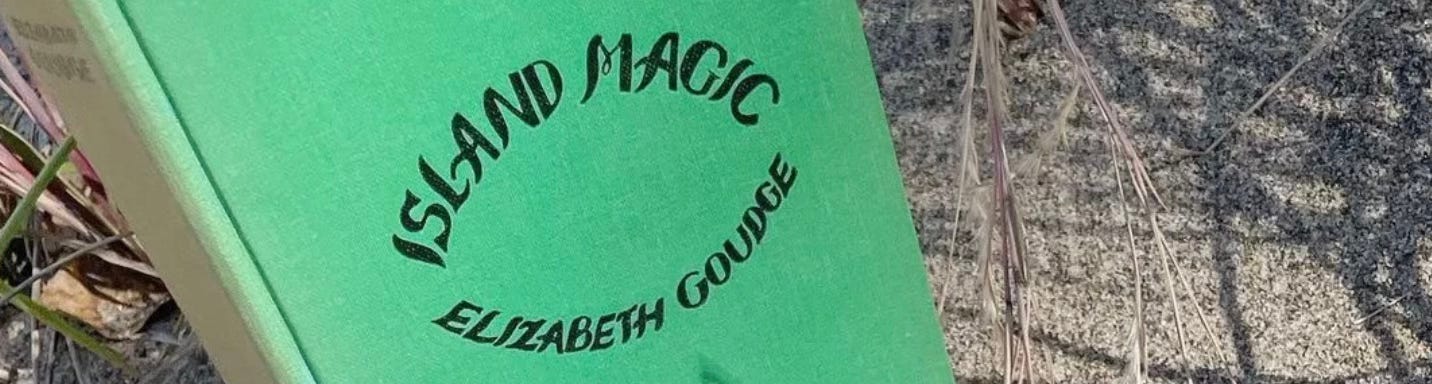 ISLAND MAGIC
ELIZABETH GOUDGE